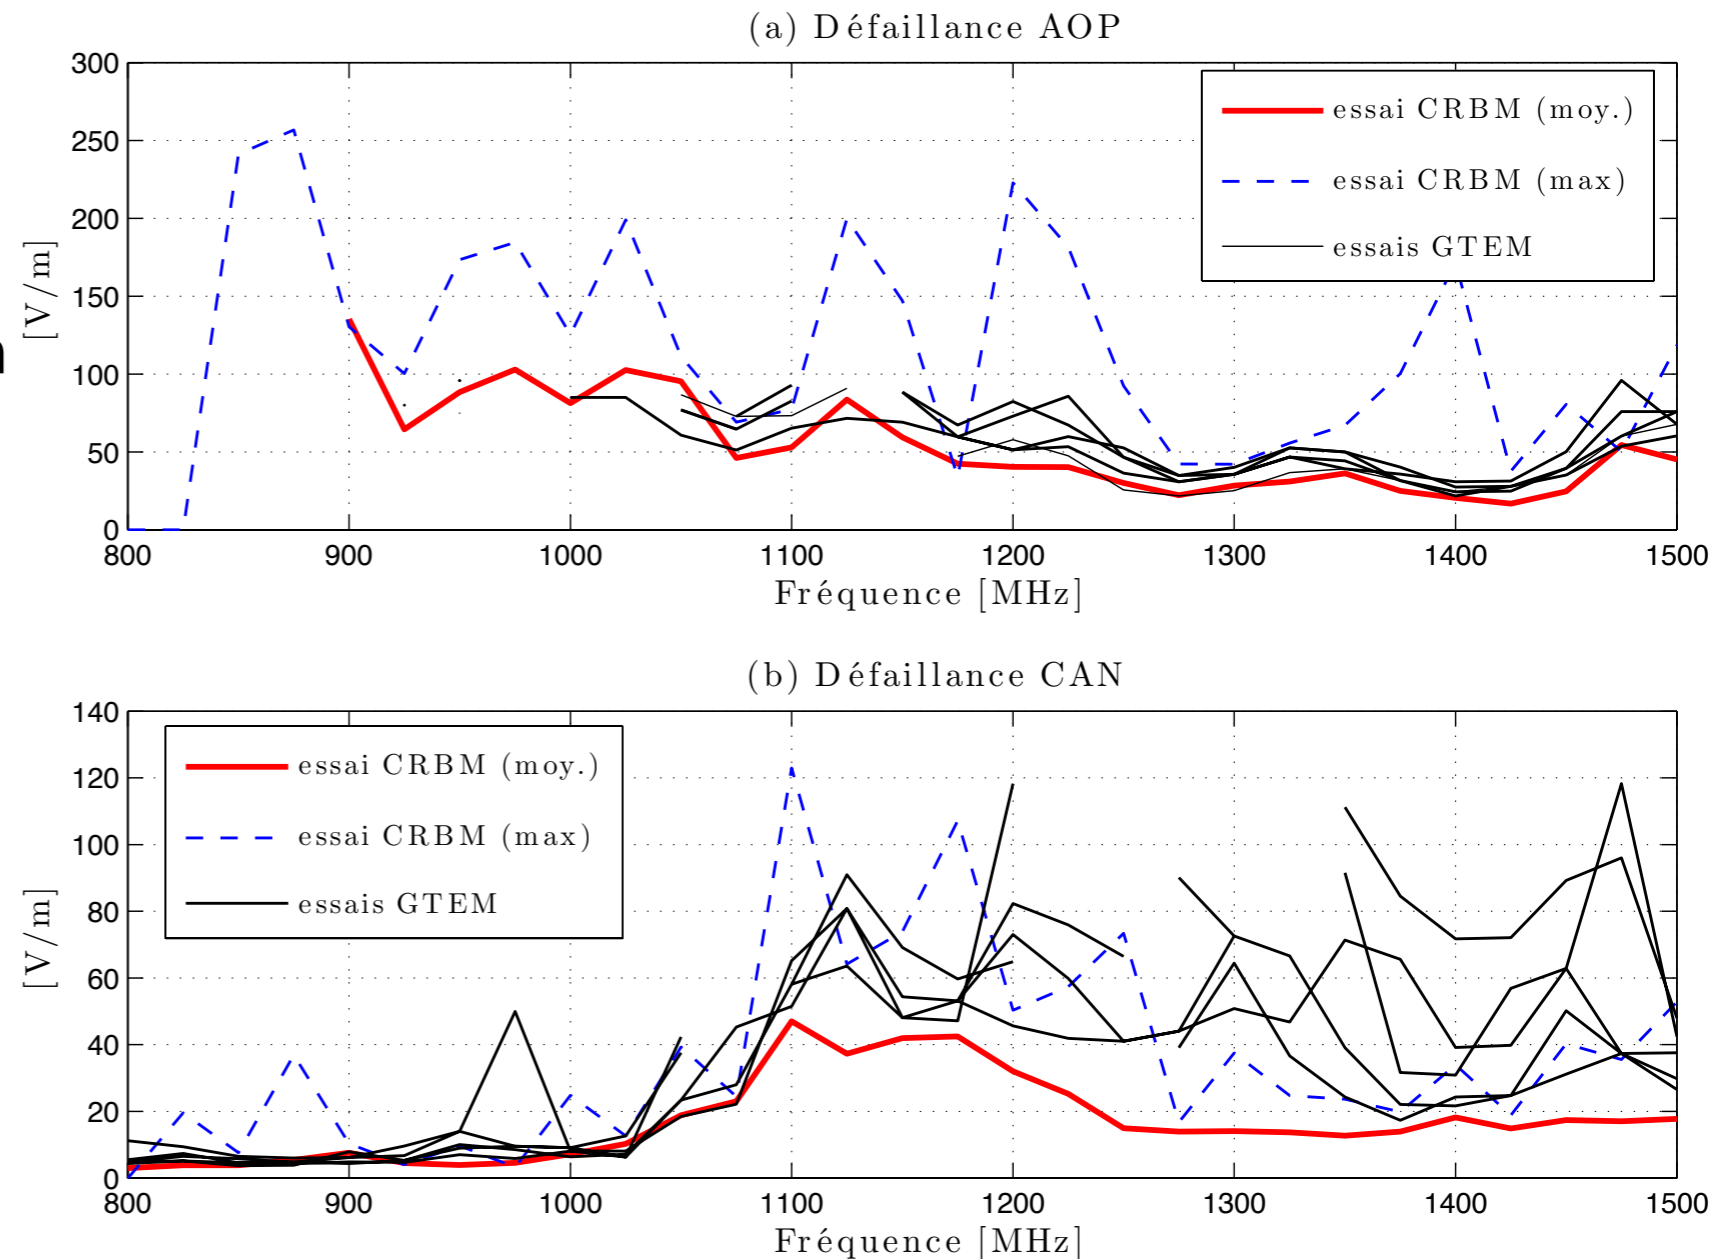 (a) Défaillance AOP
300
250
200
150
100
50
0
[V/m]
essai CRBM (moy.)
essai CRBM (max)
essais GTEM
800 900 1000 1100 1200 1300 1400 1500
Fréquence [MHz]
(b) Défaillance CAN
140
120
100
80
60
40
20
0
[V/m]
essai CRBM (moy.)
essai CRBM (max)
essais GTEM
800 900 1000 1100 1200 1300 1400 1500
Fréquence [MHz]